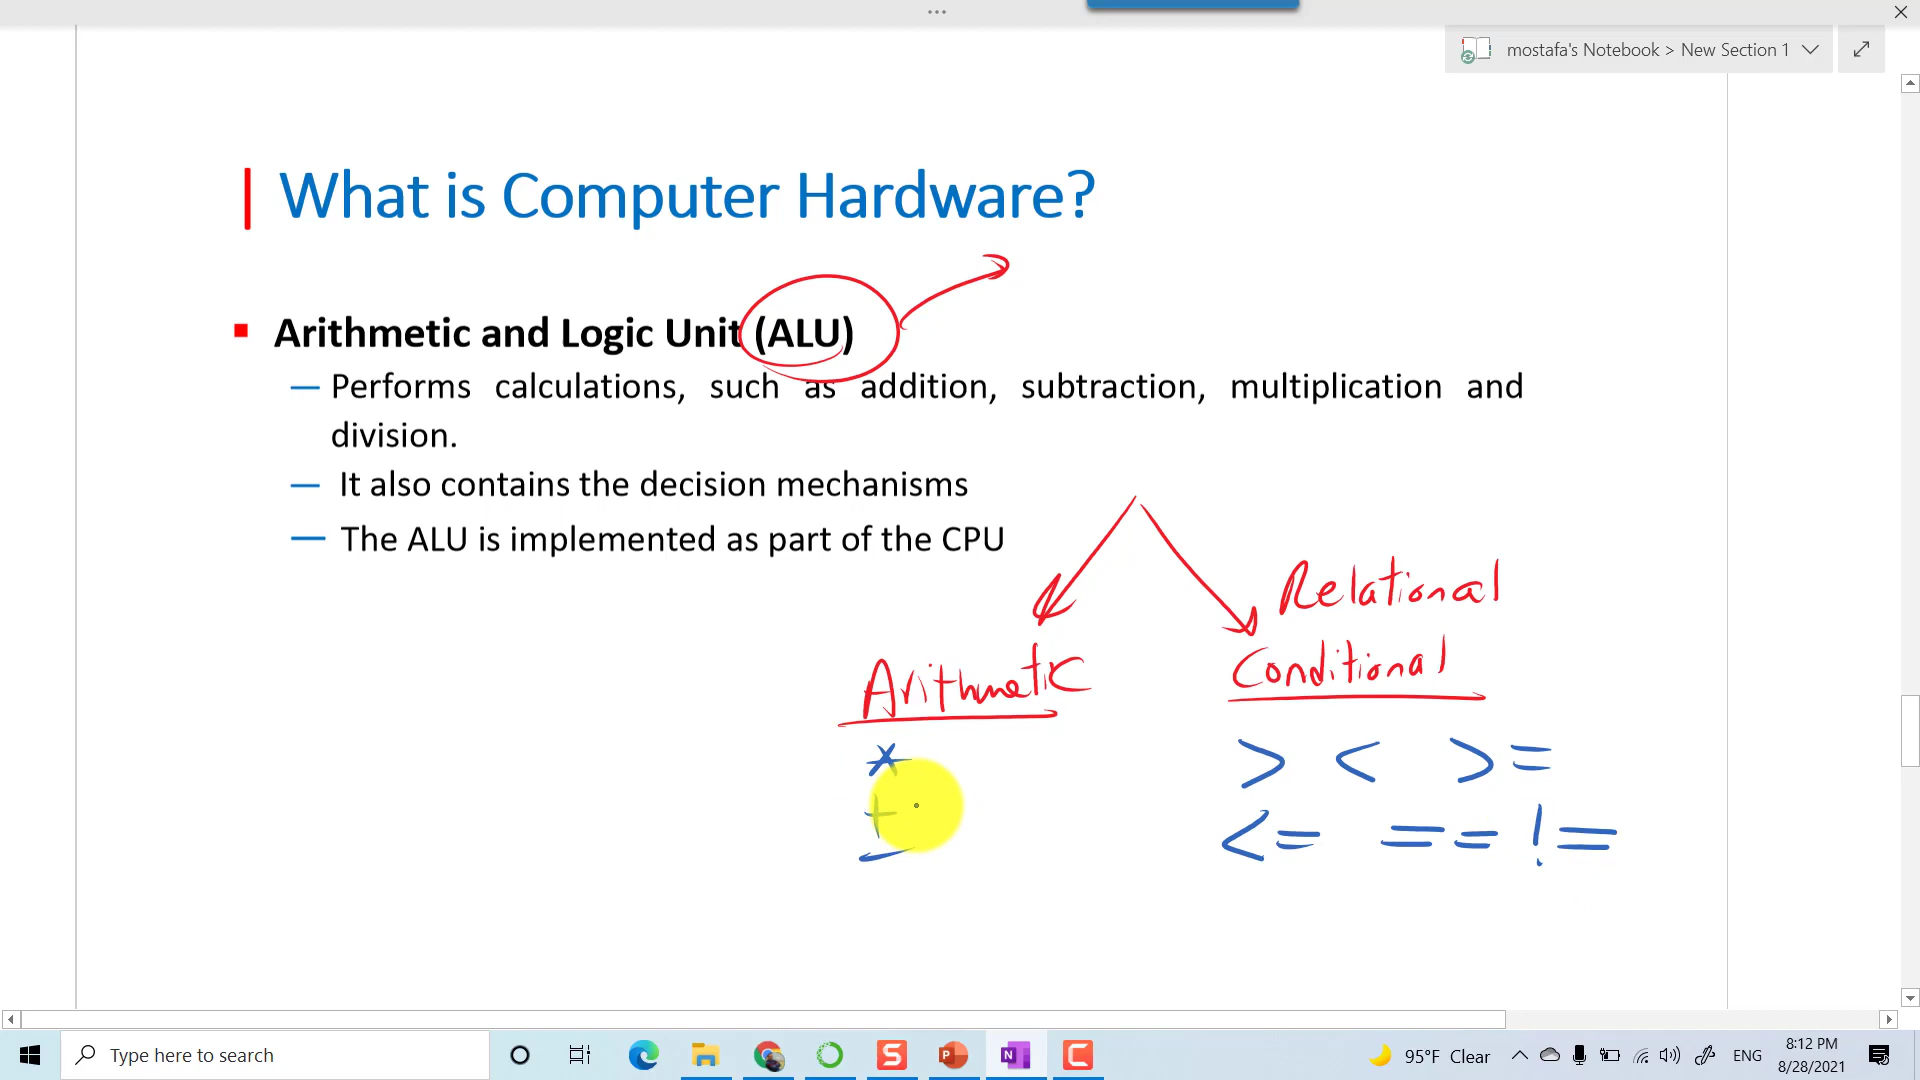 mostafa's Notebook > New Section 1
What is Computer Hardware?
Arithmetic and Logic Unit (ALU)
— Performs calculations, such as addition, subtraction, multiplication and
division.
— It also contains the decision mechanisms
— The ALU is implemented as part of the CPU
Relational
Arithmetic
Conditional
*
> < >=
+
-
<= == !=
Type here to search
95°F Clear
ENG
8:12 PM
8/28/2021